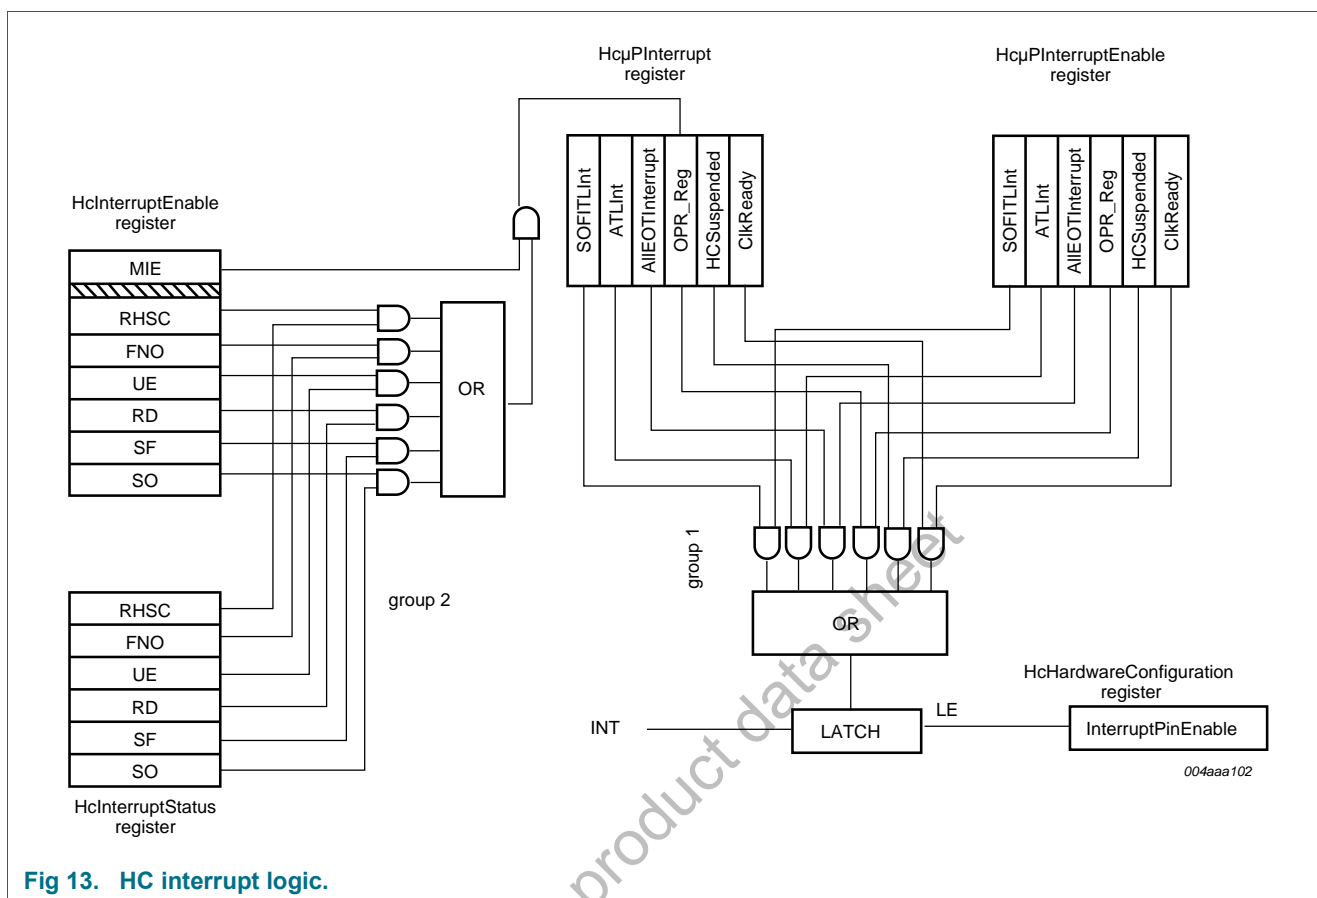 HcµPInterrupt
register
HcµPInterruptEnable
register
SOFITLInt
ATLInt
AllEOTInterrupt
OPR_Reg
HCSuspended
ClkReady
SOFITLInt
ATLInt
AllEOTInterrupt
OPR_Reg
HCSuspended
ClkReady
HcInterruptEnable
register
MIE
RHSC
FNO
UE
RD
SF
SO
OR
group 2
RHSC
FNO
UE
RD
SF
SO
HcInterruptStatus
register
group 1
OR
HcHardwareConfiguration
register
INT
LATCH
LE
InterruptPinEnable
004aaa102
product data sheet
Fig 13. HC interrupt logic.